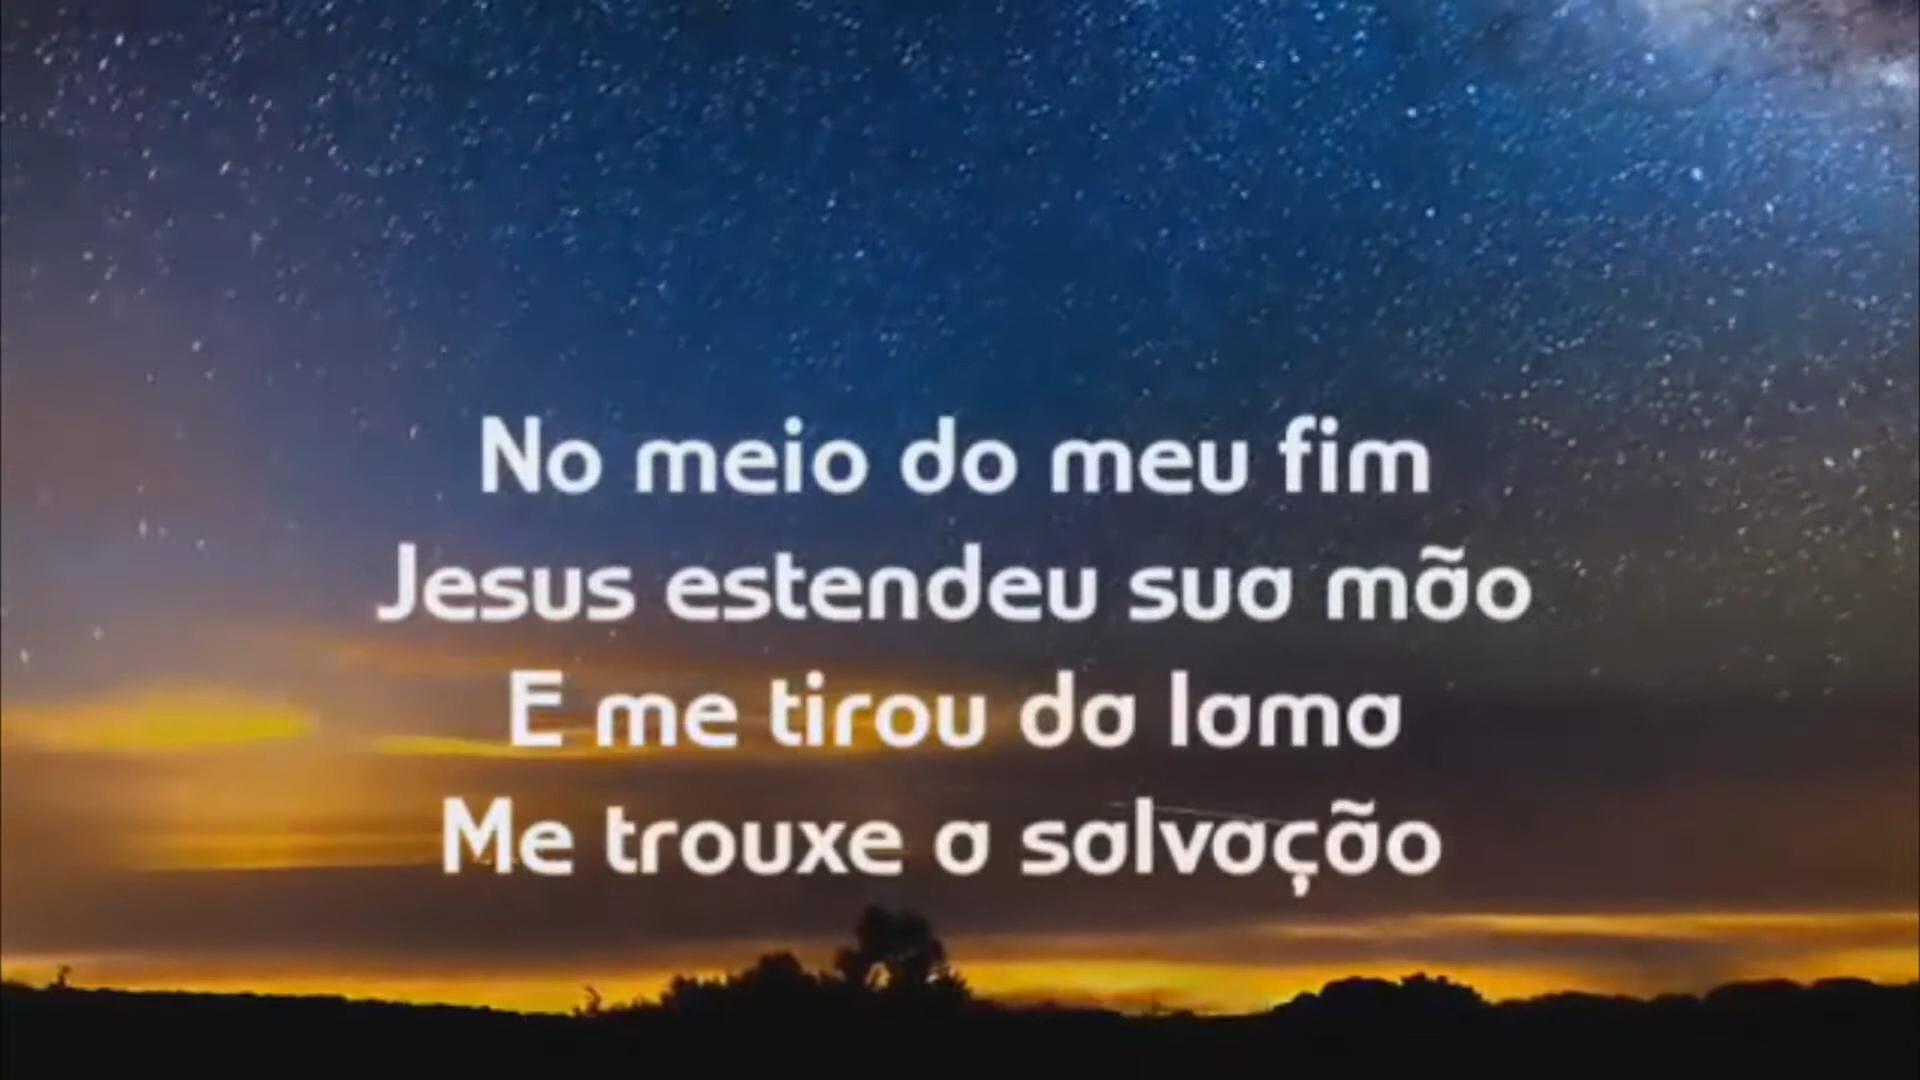 No meio do meu fim
Jesus estendeu sua mão
E me tirou da lama
Me trouxe a salvação